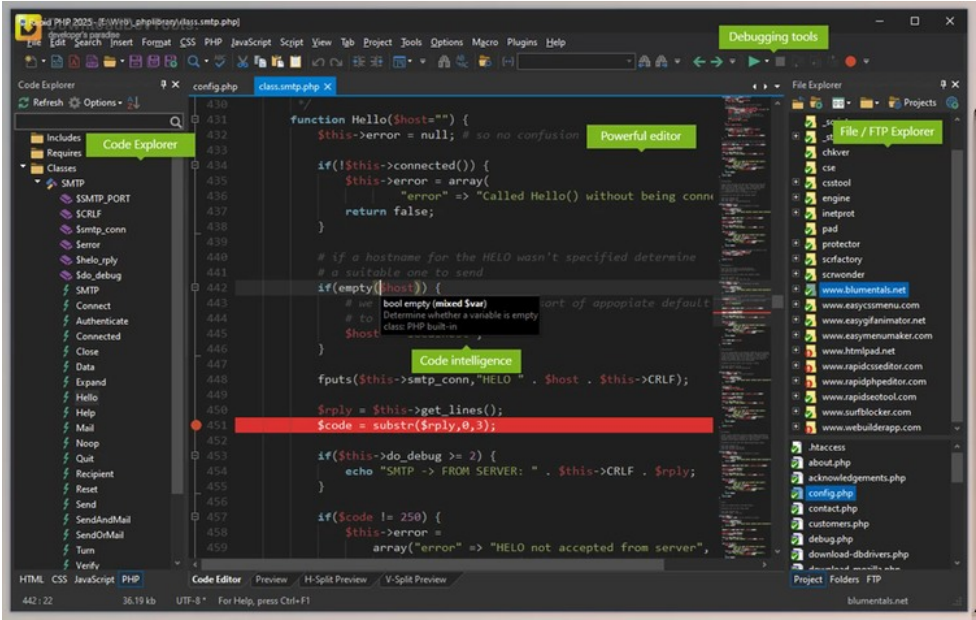 PHP 2025 - [E:\Web\_phplibrary\class.smtp.php]
developer's paradise
File Edit Search Insert Format CSS PHP JavaScript Script View Tab Project Tools Options Macro Plugins Help
Debugging tools
Code Explorer
Refresh Options
Includes
Requires
Classes
SMTP
$SMTP_PORT
$CRLF
$smtp_conn
$error
$helo_rply
$do_debug
SMTP
Connect
Authenticate
Connected
Close
Data
Expand
Hello
Help
Mail
Noop
Quit
Recipient
Reset
Send
SendAndMail
SendOrMail
Turn
Verify
HTML CSS JavaScript PHP
Code Explorer
config.php class.smtp.php
430 */
431 function Hello($host="") {
432 $this->error = null; # so no confusion
433
434 if(!$this->connected()) {
435 $this->error = array(
436 "error" => "Called Hello() without being conne
437 return false;
438 }
439
440 # if a hostname for the HELO wasn't specified determine
441 # a suitable one to send
442 if(empty($host)) {
443 # we sort of appopiate default
444 # to
445 $host
446 }
447
448 fputs($this->smtp_conn,"HELO " . $host . $this->CRLF);
449
450 $rply = $this->get_lines();
451 $code = substr($rply,0,3);
452
453 if($this->do_debug >= 2) {
454 echo "SMTP -> FROM SERVER: " . $this->CRLF . $rply;
455 }
456
457 if($code != 250) {
458 $this->error =
459 array("error" => "HELO not accepted from server",
bool empty (mixed $var)
Determine whether a variable is empty
class: PHP built-in
Powerful editor
Code intelligence
Code Editor Preview H-Split Preview V-Split Preview
File Explorer
Projects
File / FTP Explorer
chkver
cse
csstool
engine
inetprot
pad
protector
scrfactory
scrwonder
www.blumentals.net
www.easycssmenu.com
www.easygifanimator.net
www.easymenumaker.com
www.htmlpad.net
www.rapidcsseditor.com
www.rapidphpeditor.com
www.rapidseotool.com
www.surfblocker.com
www.webuilderapp.com
.htaccess
about.php
acknowledgements.php
config.php
contact.php
customers.php
debug.php
download-dbdrivers.php
Project Folders FTP
442 : 22 36.19 kb UTF-8 * For Help, press Ctrl+F1
blumentals.net